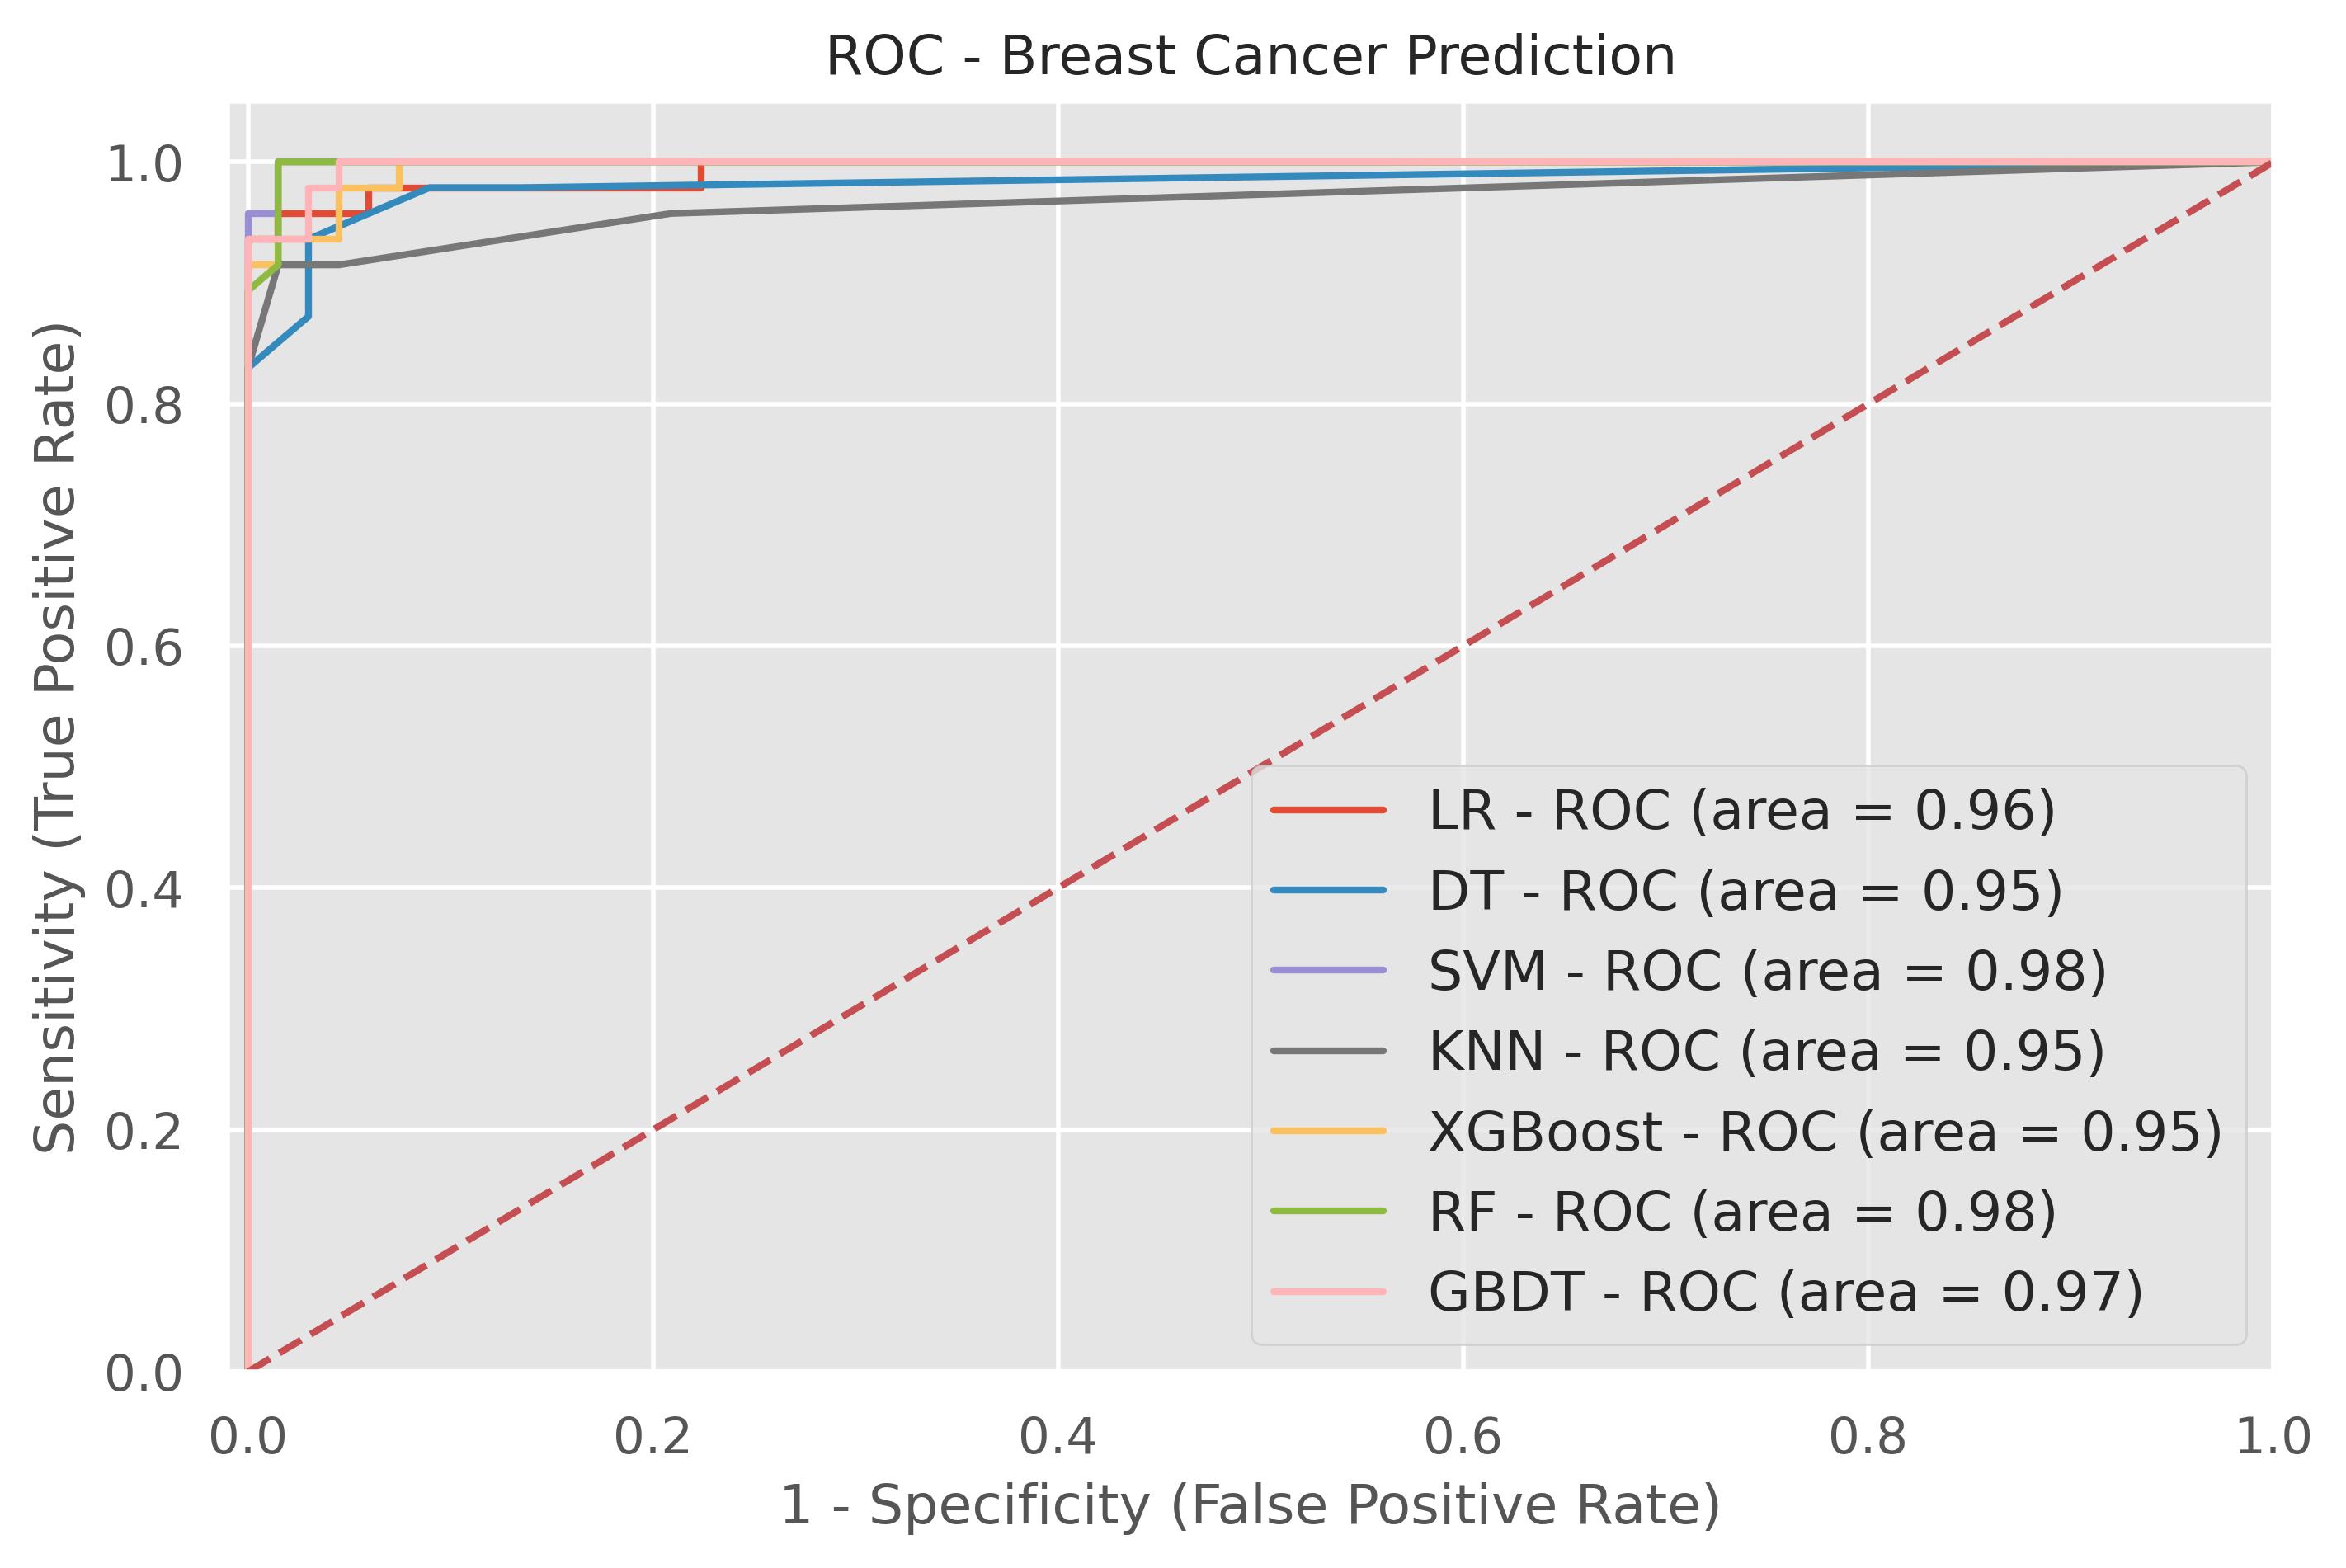 ROC - Breast Cancer Prediction
Sensitivity (True Positive Rate)
1.0
0.8
0.6
0.4
0.2
0.0
LR - ROC (area = 0.96)
DT - ROC (area = 0.95)
SVM - ROC (area = 0.98)
KNN - ROC (area = 0.95)
XGBoost - ROC (area = 0.95)
RF - ROC (area = 0.98)
GBDT - ROC (area = 0.97)
0.0 0.2 0.4 0.6 0.8 1.0
1 - Specificity (False Positive Rate)